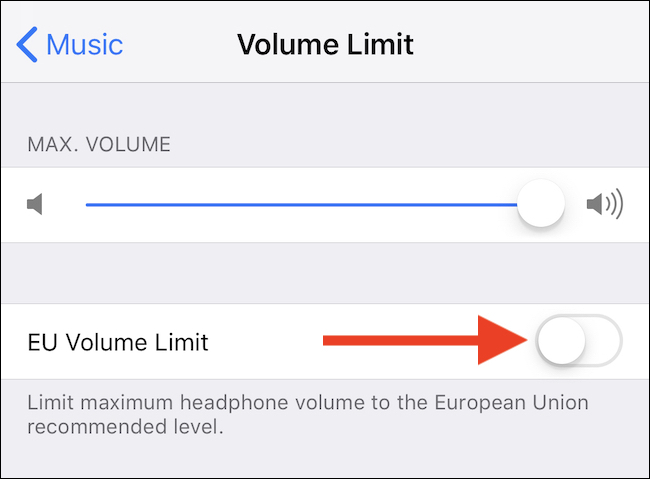 Music
Volume Limit
MAX. VOLUME
EU Volume Limit
Limit maximum headphone volume to the European Union
recommended level.